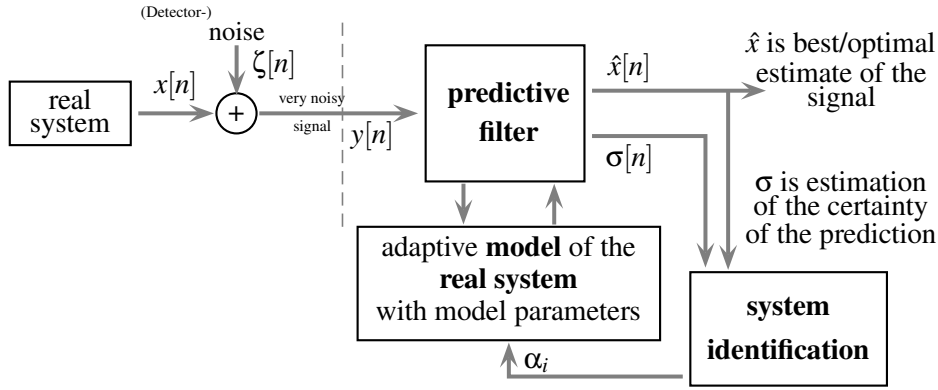 (Detector-)
noise
ζ[n]
x[n]
real
system
+
very noisy
signal
y[n]
predictive
filter
x̂[n]
σ[n]
x̂ is best/optimal
estimate of the
signal
σ is estimation
of the certainty
of the prediction
adaptive model of the
real system
with model parameters
system
identification
αᵢ